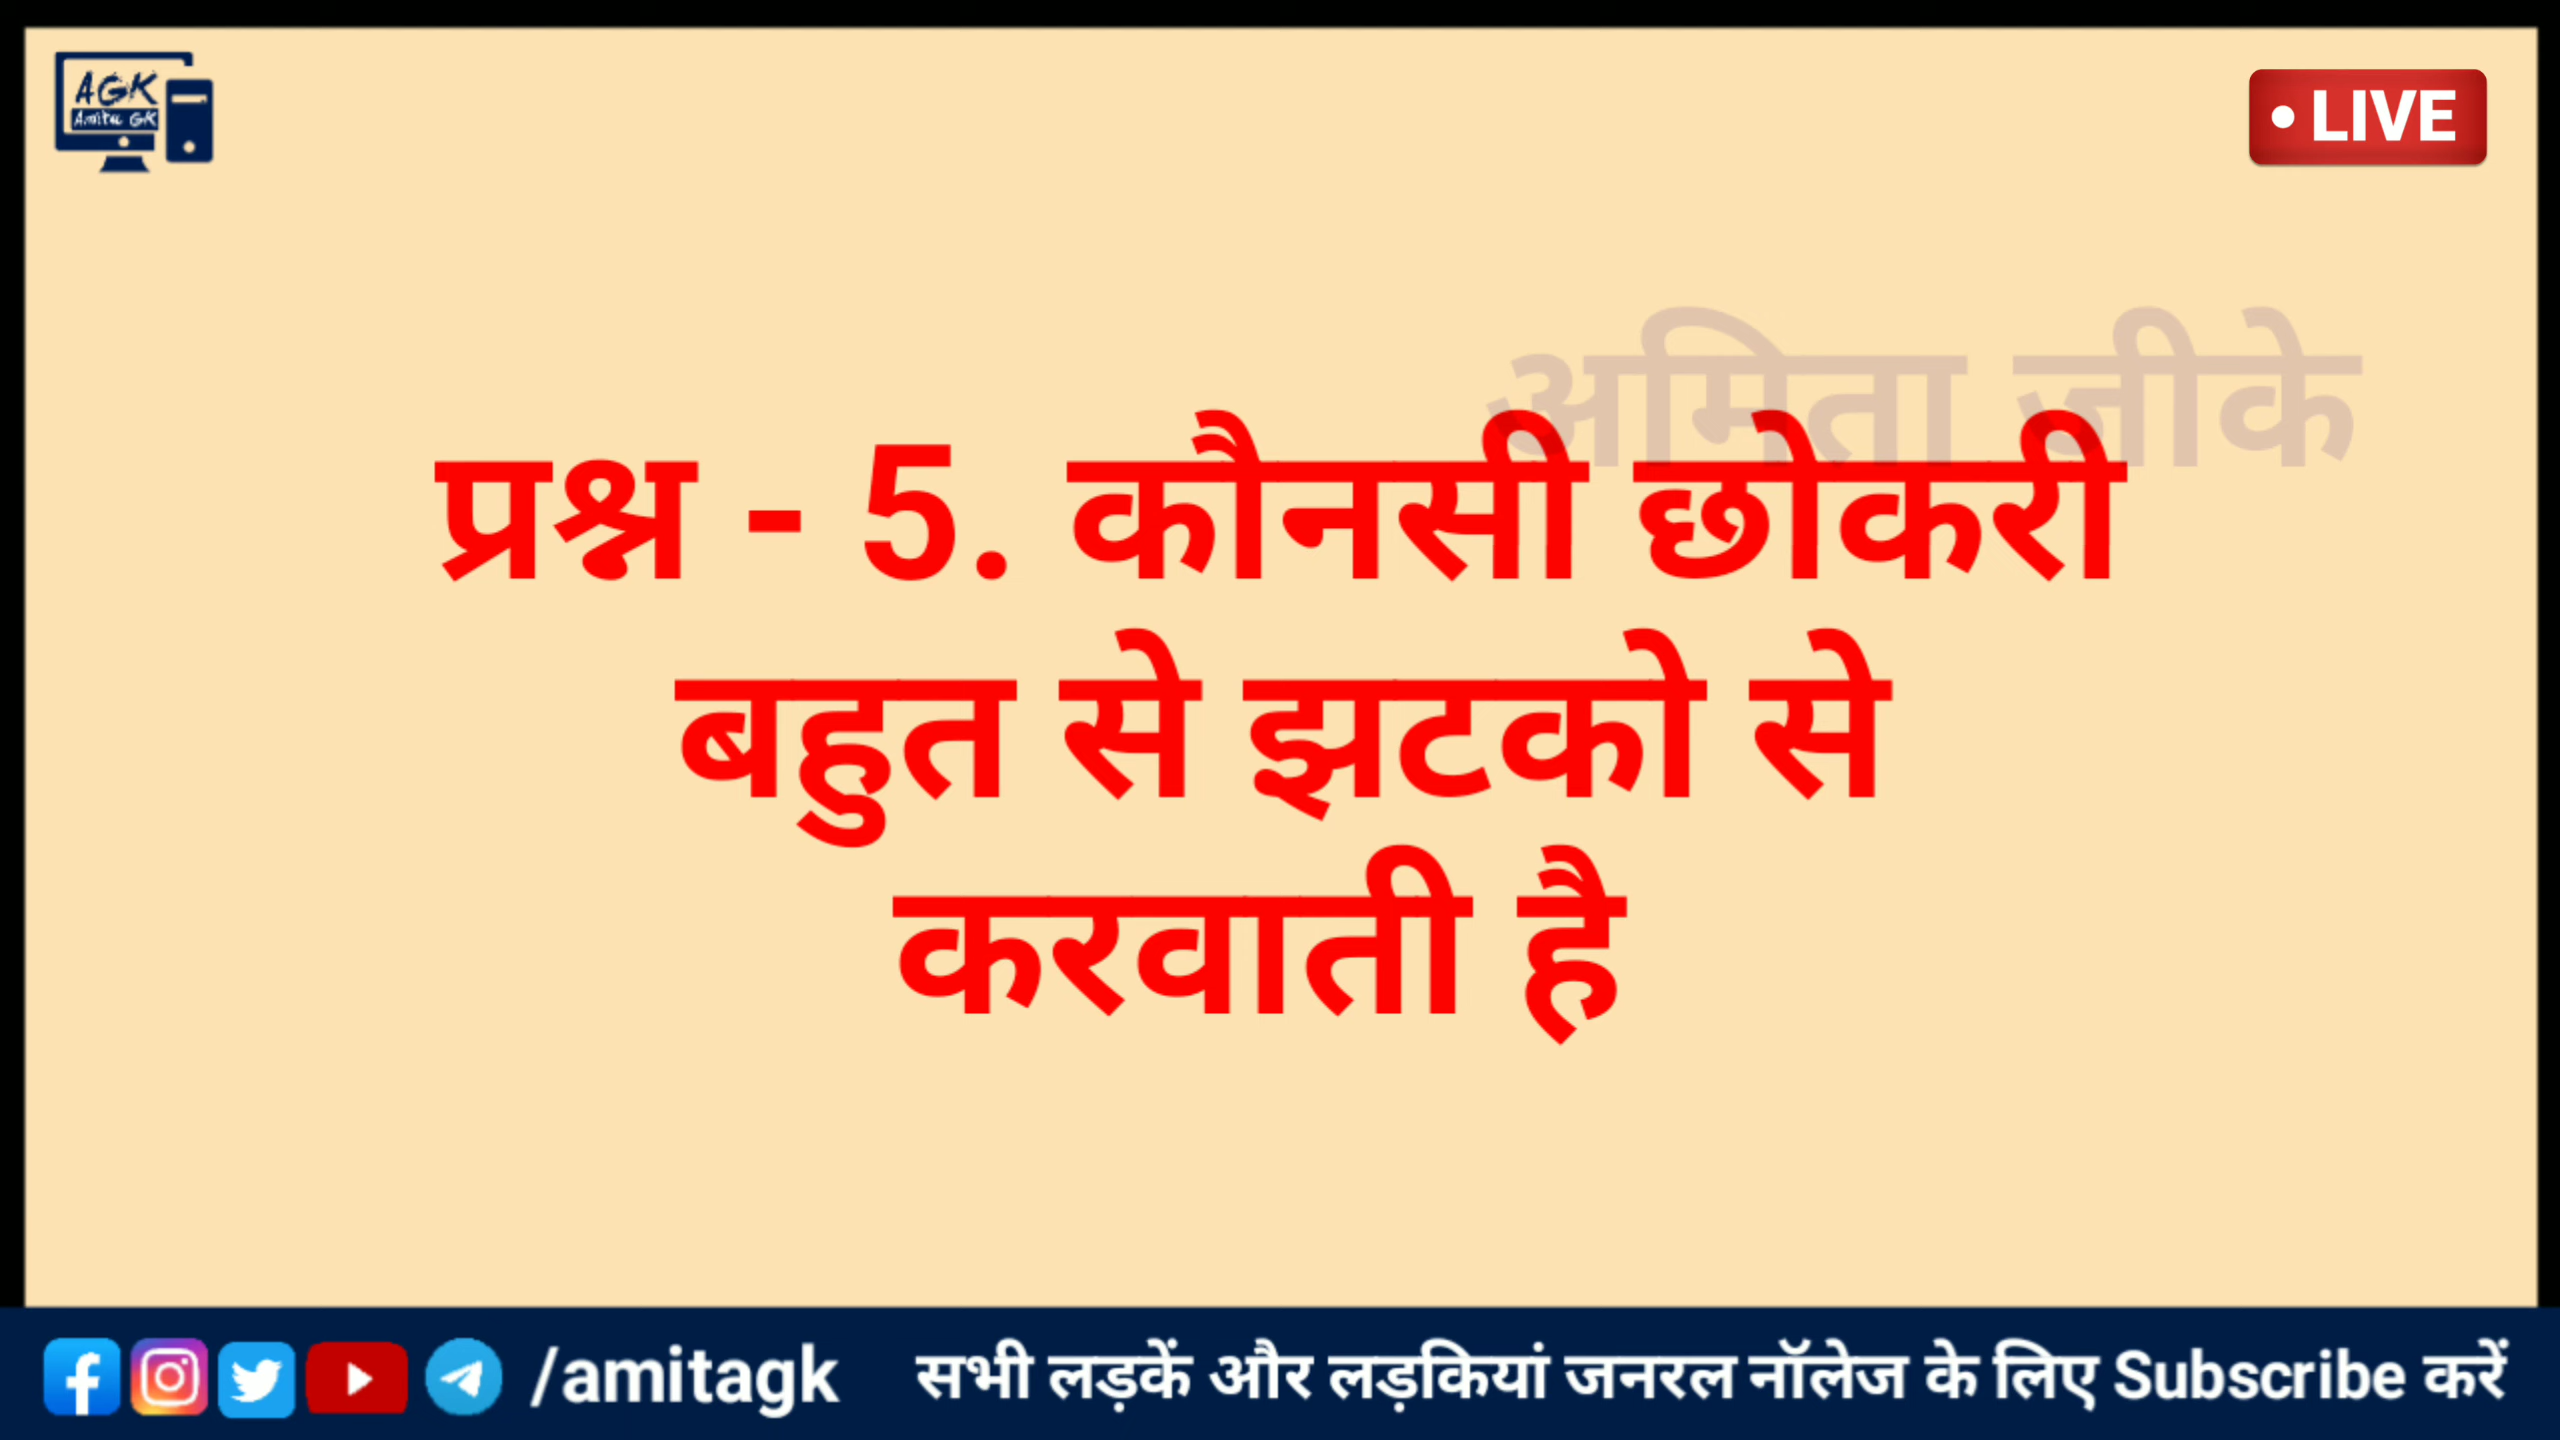 AGK
Amita GK
• LIVE
अमिता जीके
प्रश्न - 5. कौनसी छोकरी
बहुत से झटको से
करवाती है
/amitagk सभी लड़कें और लड़कियां जनरल नॉलेज के लिए Subscribe करें